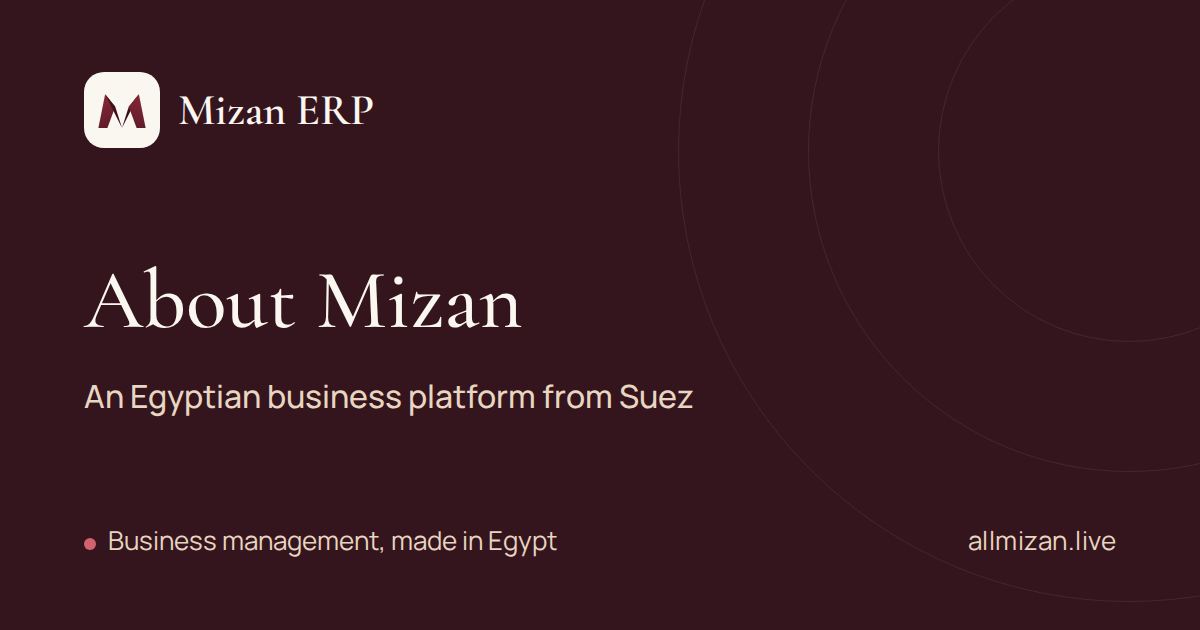 Mizan ERP
About Mizan
An Egyptian business platform from Suez
Business management, made in Egypt
allmizan.live